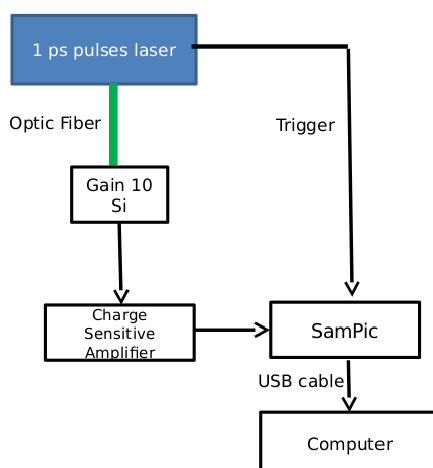 1 ps pulses laser
Optic Fiber
Trigger
Gain 10
Si
Charge
Sensitive
Amplifier
SamPic
USB cable
Computer